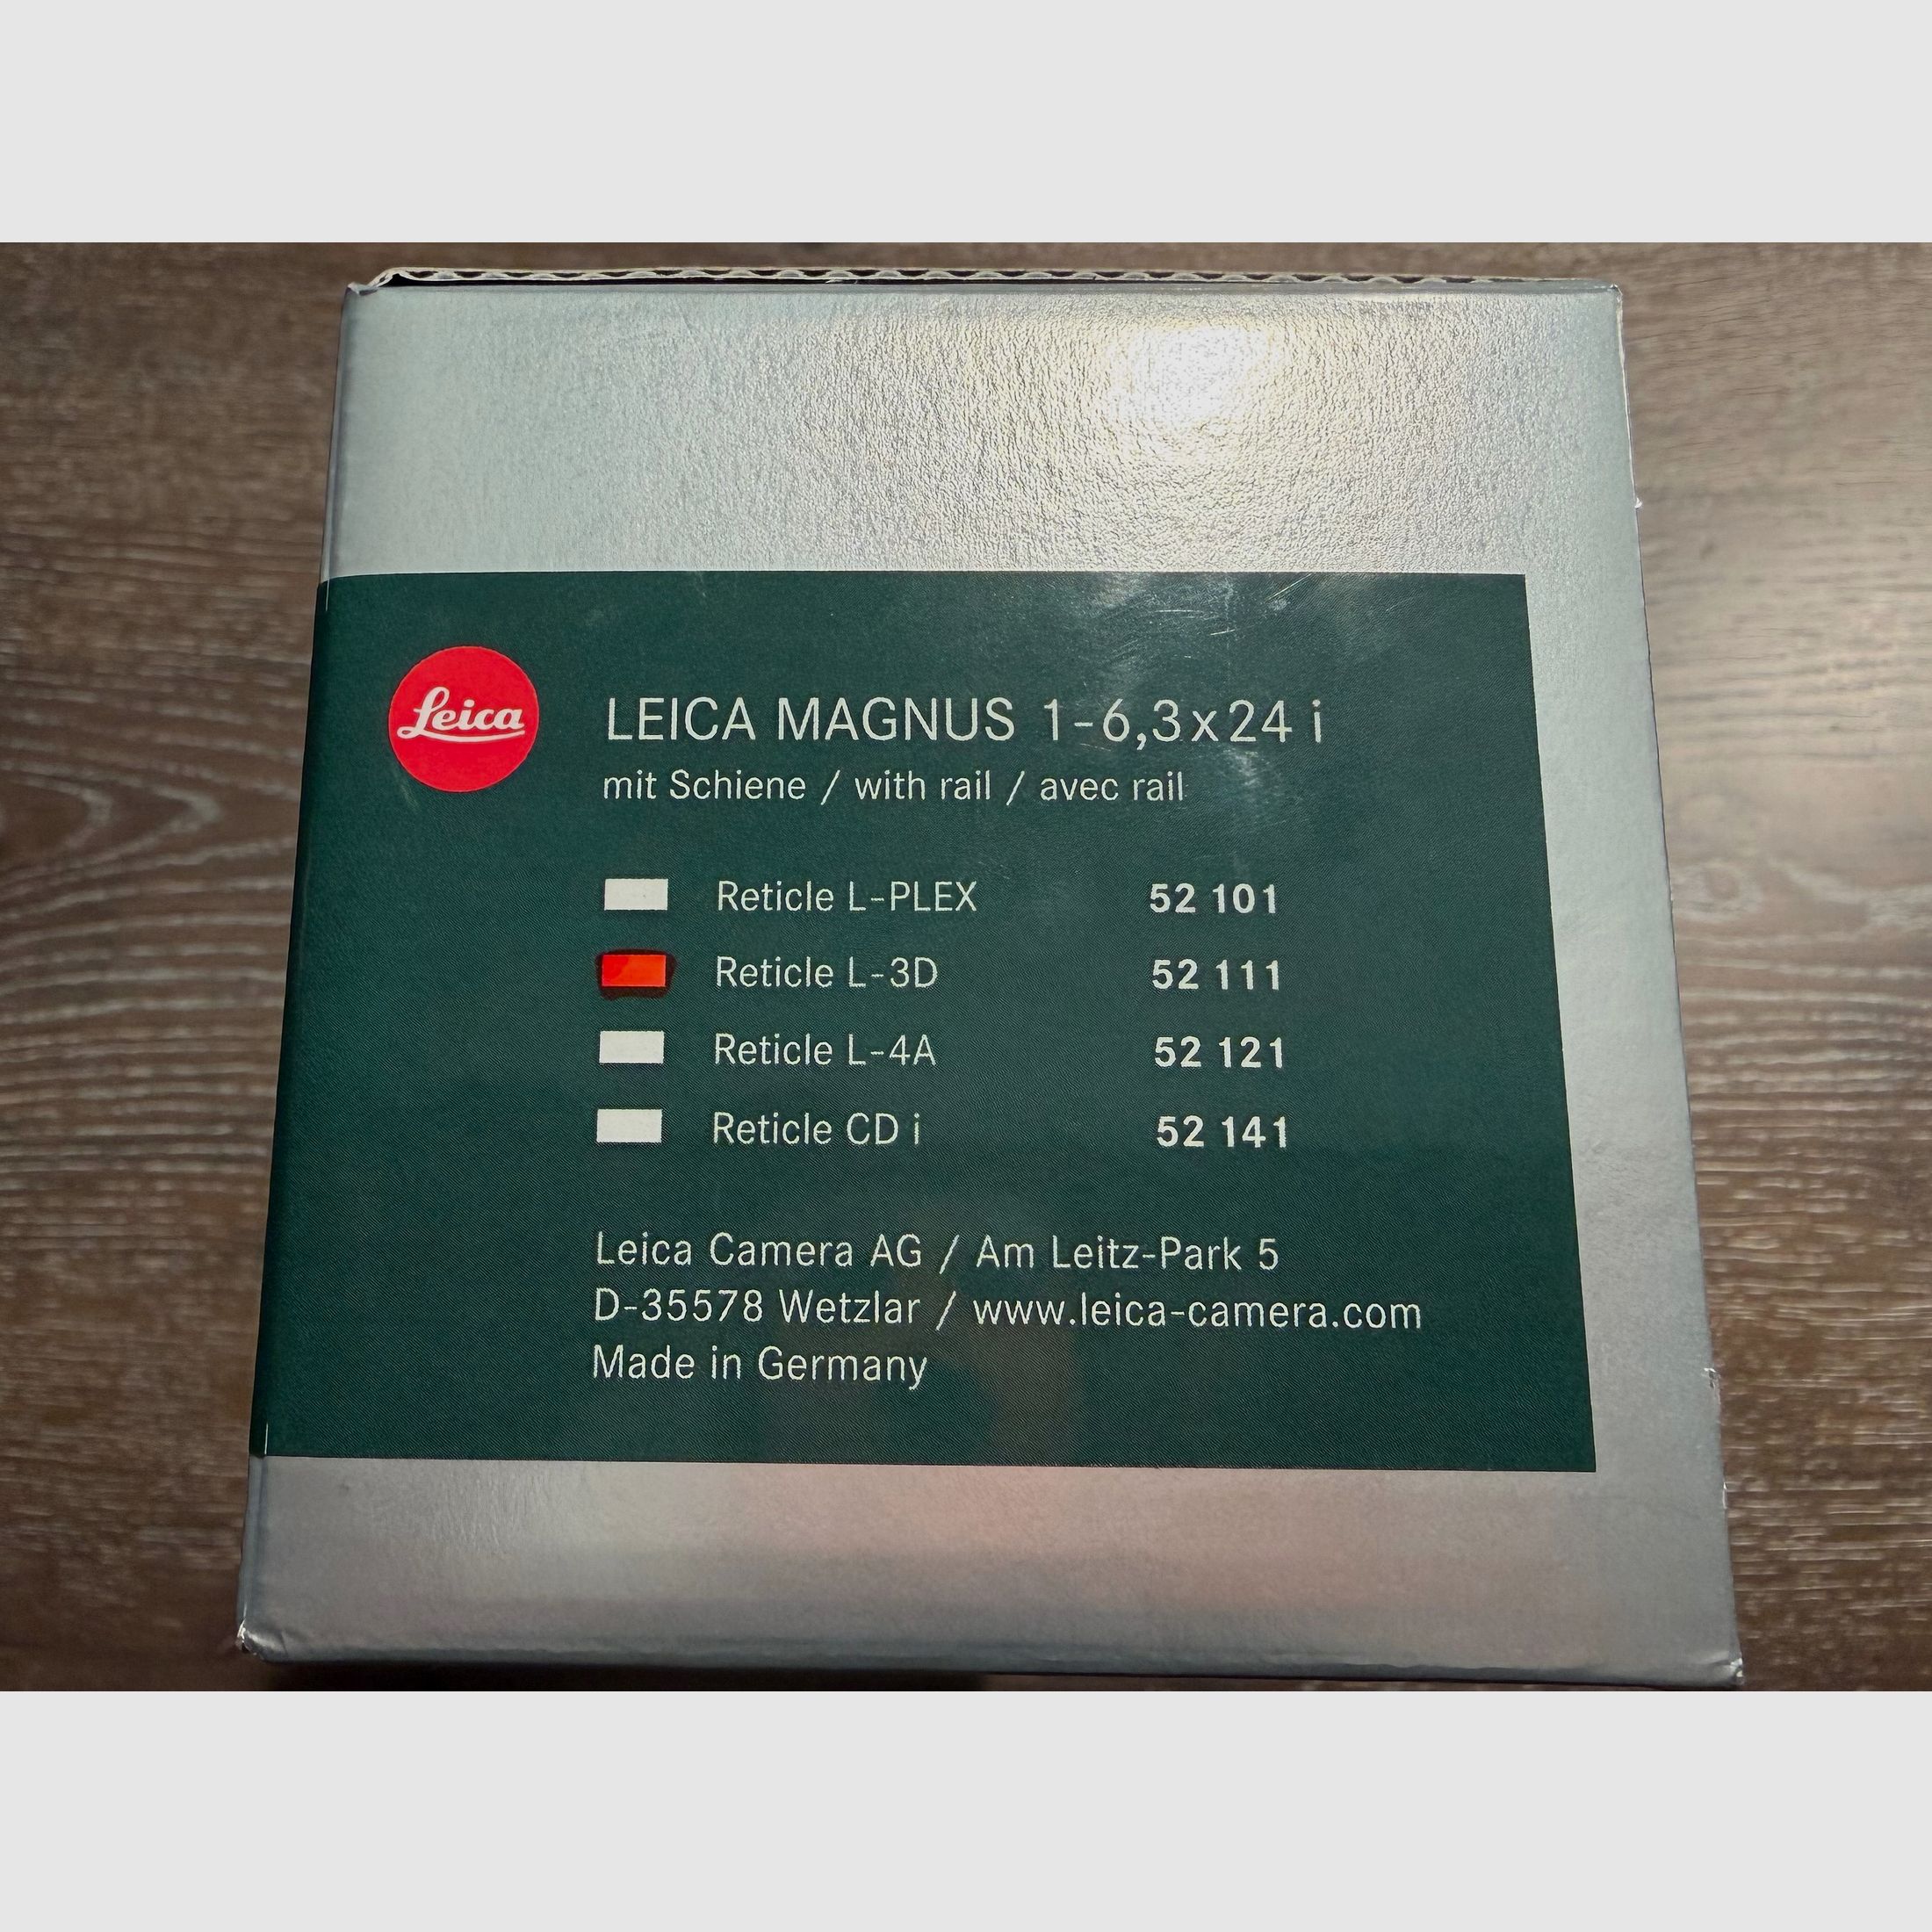 Leica
LEICA MAGNUS 1-6,3x24 i
mit Schiene / with rail / avec rail
Reticle L-PLEX 52 101
Reticle L-3D 52 111
Reticle L-4A 52 121
Reticle CD i 52 141
Leica Camera AG / Am Leitz-Park 5
D-35578 Wetzlar / www.leica-camera.com
Made in Germany